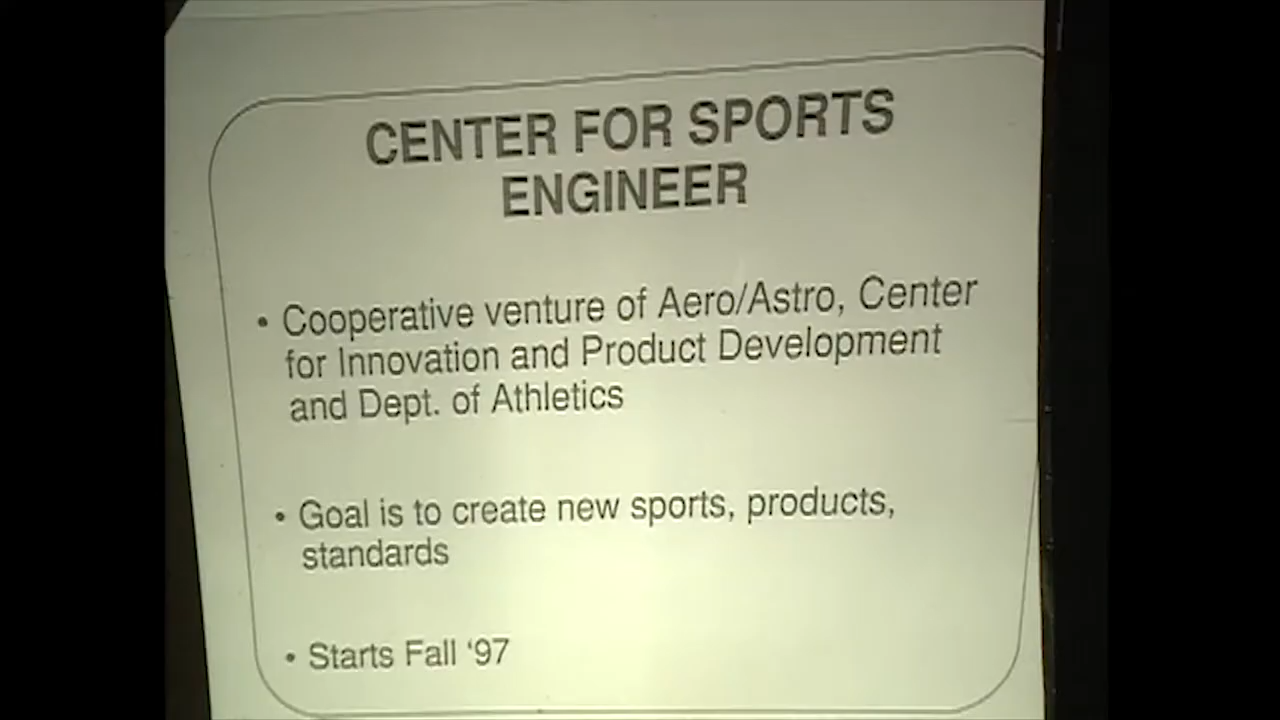 CENTER FOR SPORTS
ENGINEER
• Cooperative venture of Aero/Astro, Center
for Innovation and Product Development
and Dept. of Athletics
• Goal is to create new sports, products,
standards
• Starts Fall ‘97